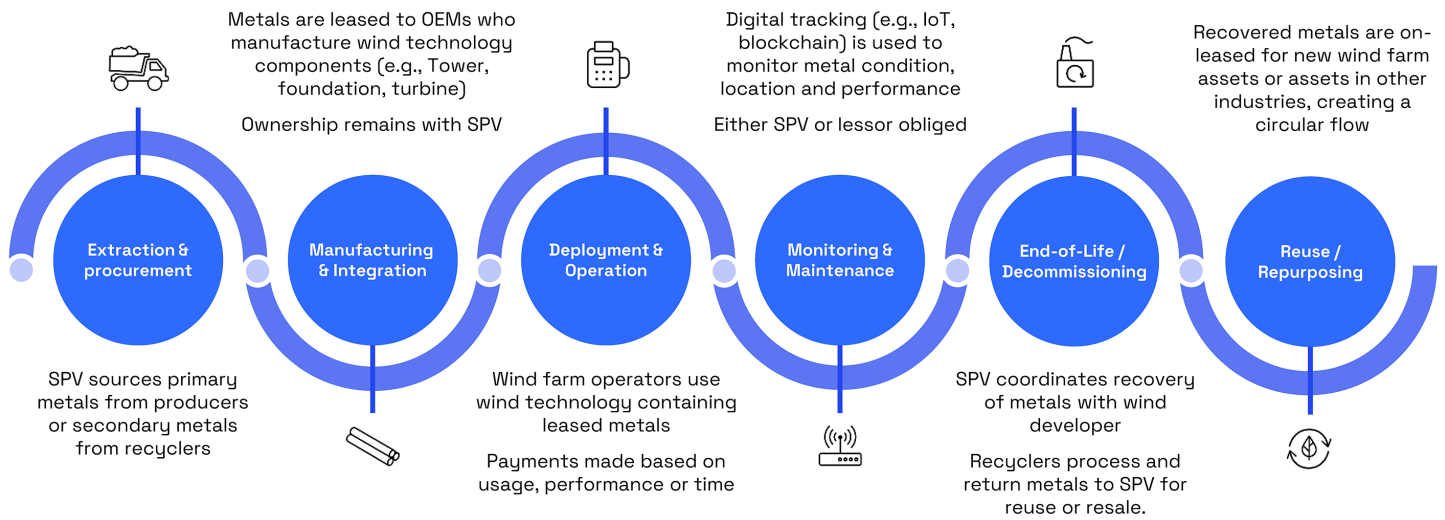 Metals are leased to OEMs who
manufacture wind technology
components (e.g., Tower,
foundation, turbine)
Ownership remains with SPV
Digital tracking (e.g., IoT,
blockchain) is used to
monitor metal condition,
location and performance
Either SPV or lessor obliged
Recovered metals are on-
leased for new wind farm
assets or assets in other
industries, creating a
circular flow
Extraction &
procurement
Manufacturing
& Integration
Deployment &
Operation
Monitoring &
Maintenance
End-of-Life /
Decommissioning
Reuse /
Repurposing
SPV sources primary
metals from producers
or secondary metals
from recyclers
Wind farm operators use
wind technology containing
leased metals
Payments made based on
usage, performance or time
SPV coordinates recovery
of metals with wind
developer
Recyclers process and
return metals to SPV for
reuse or resale.